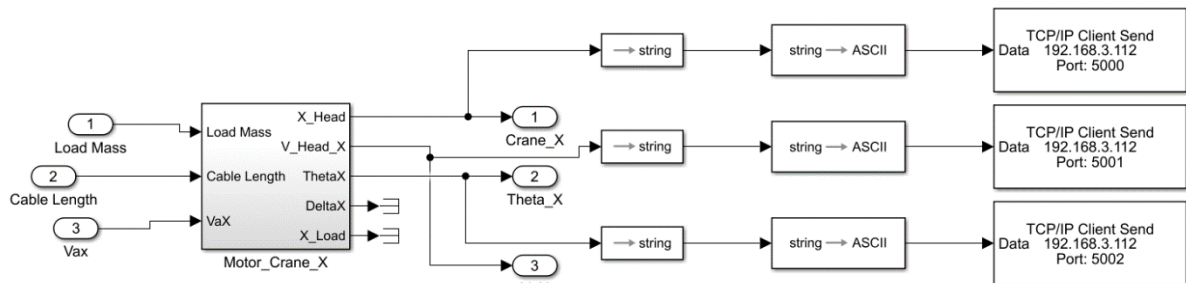 1
Load Mass
2
Cable Length
3
Vax
Load Mass
Cable Length
VaX
X_Head
V_Head_X
ThetaX
DeltaX
X_Load
Motor_Crane_X
1
Crane_X
2
Theta_X
3
→ string
string → ASCII
Data
TCP/IP Client Send
192.168.3.112
Port: 5000
→ string
string → ASCII
Data
TCP/IP Client Send
192.168.3.112
Port: 5001
→ string
string → ASCII
Data
TCP/IP Client Send
192.168.3.112
Port: 5002